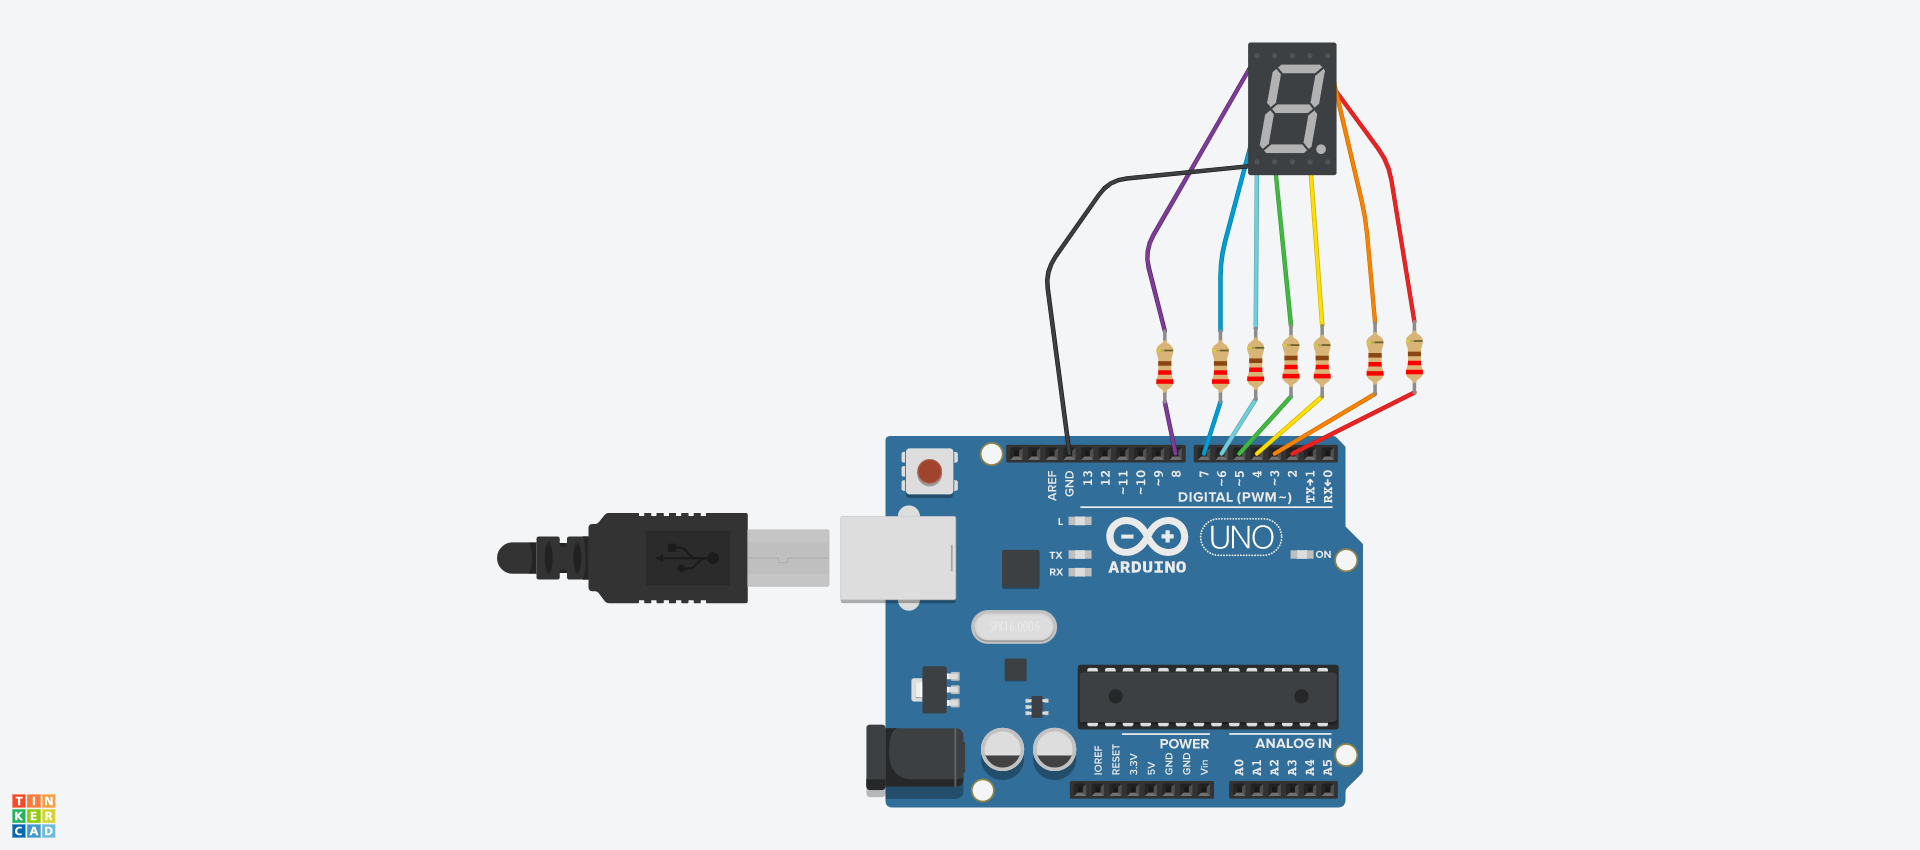 AREF
GND
13
12
~11
~10
~9
8
7
~6
~5
4
~3
2
TX→1
RX←0
DIGITAL (PWM~)
L
TX
RX
ARDUINO
UNO
ON
SPK16.000G
POWER
ANALOG IN
IOREF
RESET
3.3V
5V
GND
GND
Vin
A0
A1
A2
A3
A4
A5
TIN
KER
CAD